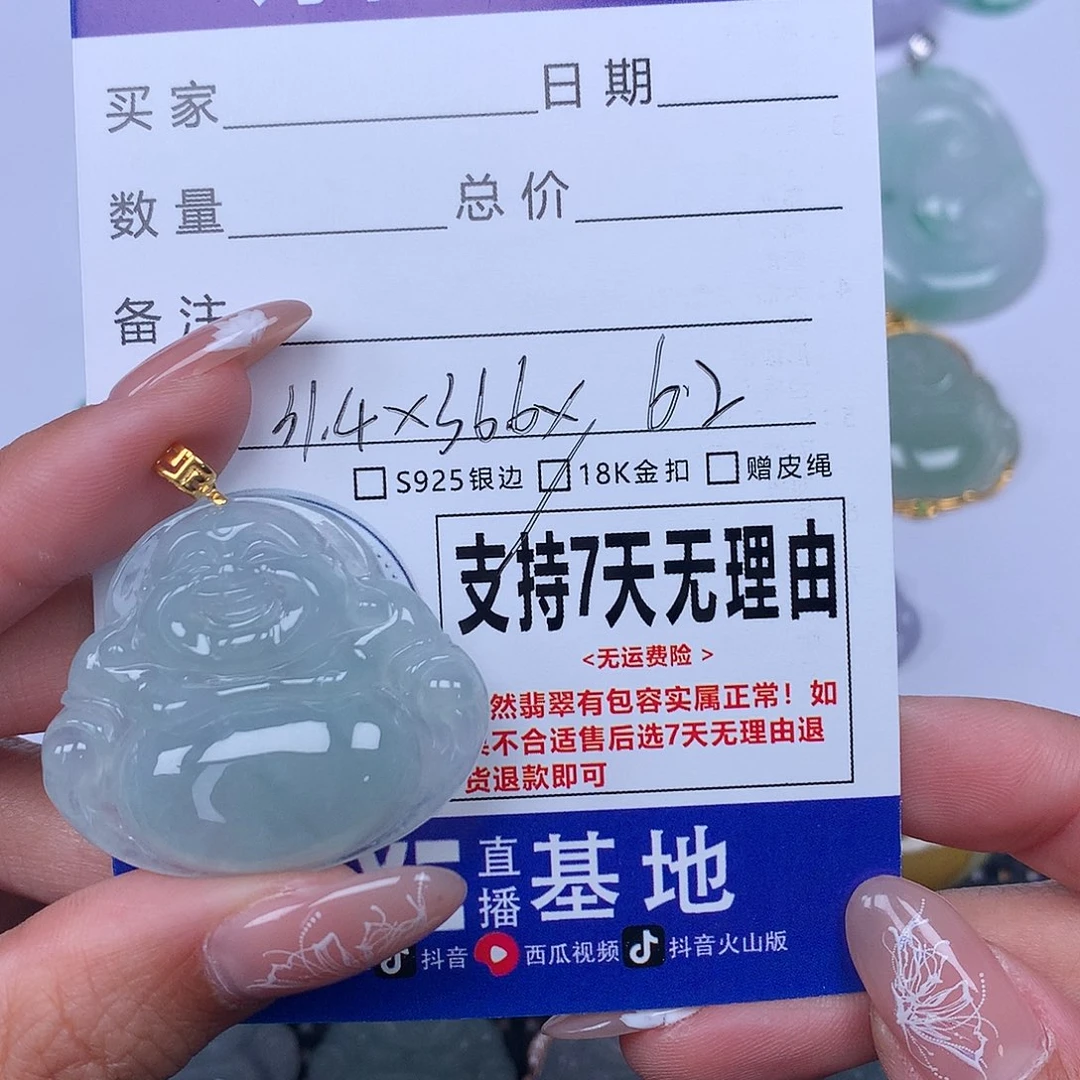 买家 日期
数量 总价
备注
31.4×36.6× 6.2
S925银边 18K金扣 赠皮绳
支持7天无理由
<无运费险 >
然翡翠有包容实属正常！如
不合适售后选7天无理由退
货退款即可
直播基地
抖音 西瓜视频 抖音火山版